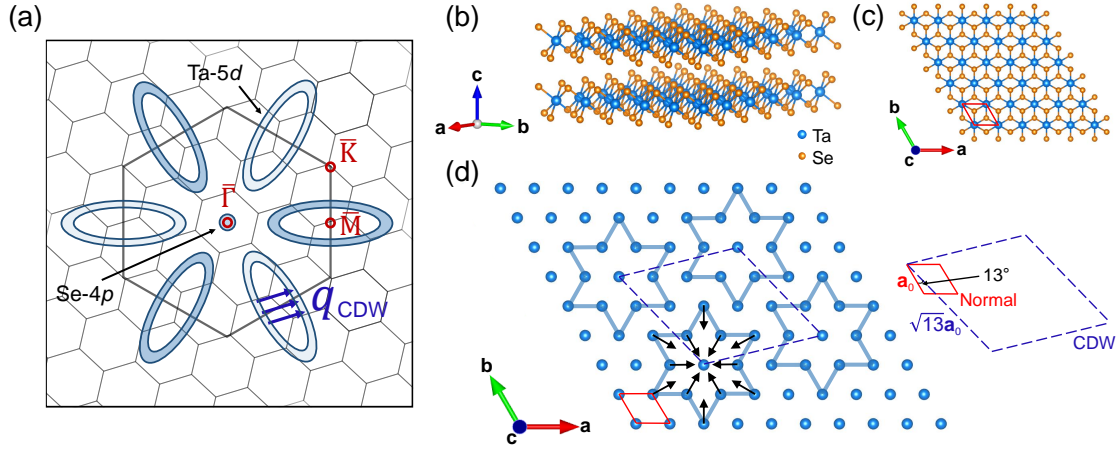 (a)
Ta-5d
K̅
Γ̅
M̅
Se-4p
qCDW
(b)
c
a
b
Ta
Se
(c)
b
c
a
(d)
13°
a₀
Normal
√13a₀
CDW
b
c
a